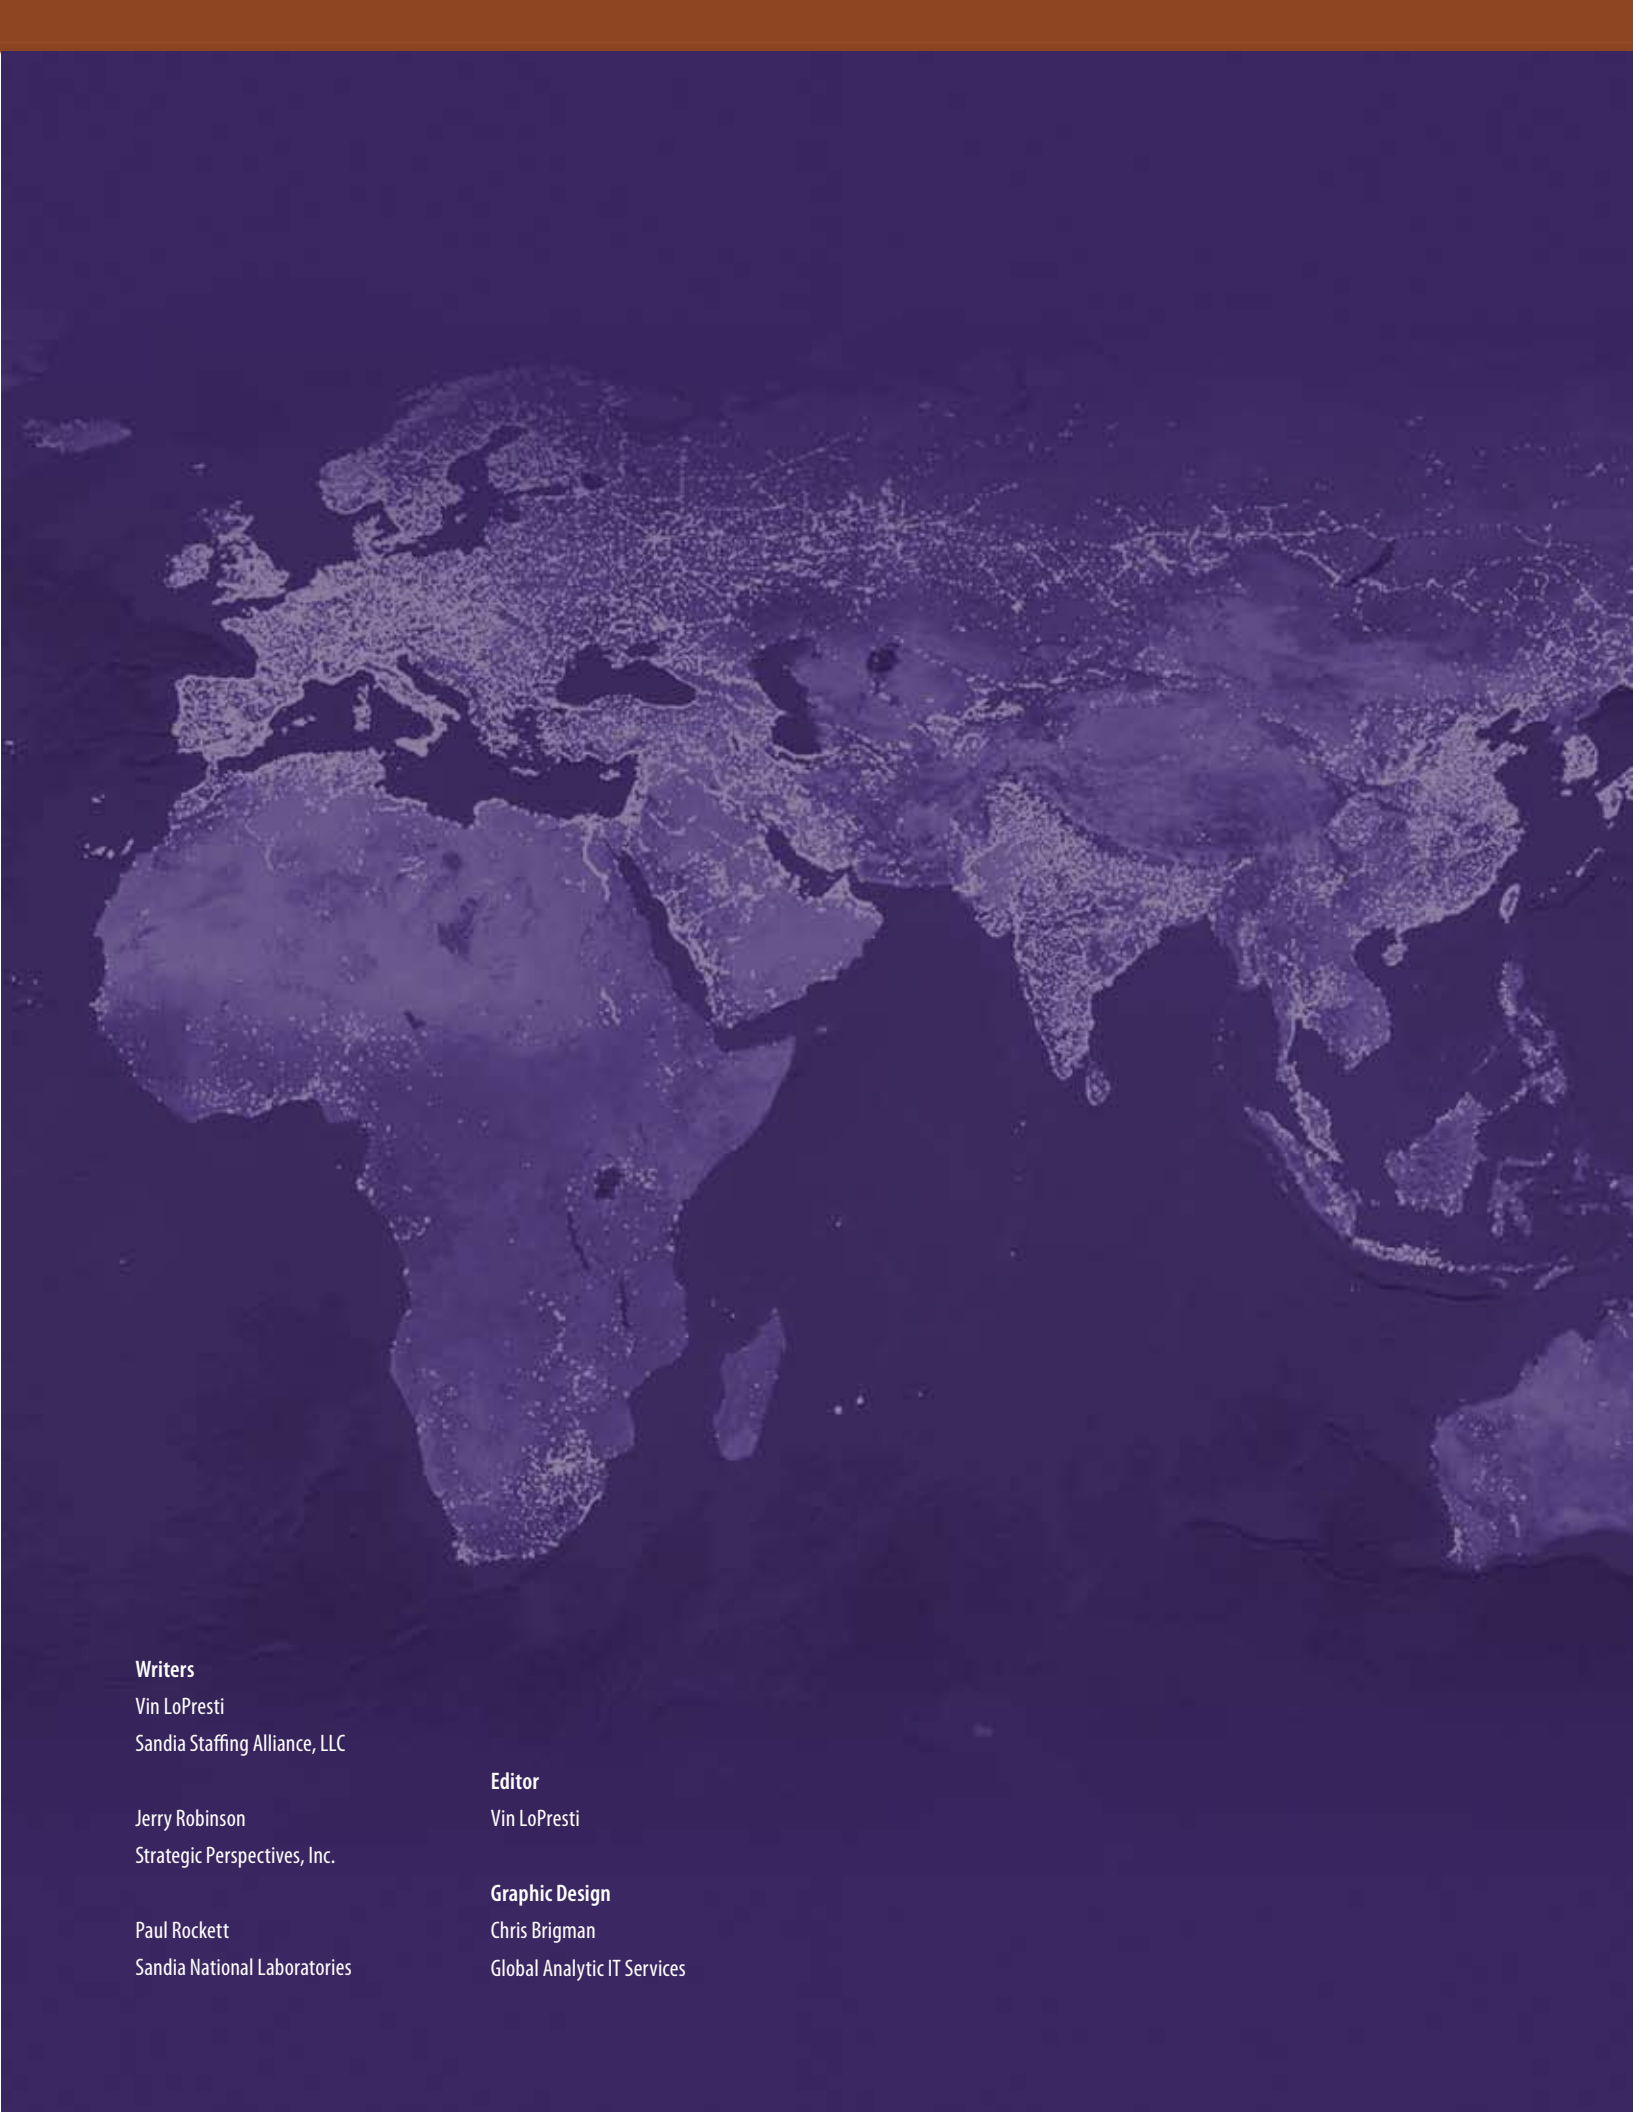 Writers
Vin LoPresti
Sandia Staffing Alliance, LLC
Jerry Robinson
Strategic Perspectives, Inc.
Paul Rockett
Sandia National Laboratories
Editor
Vin LoPresti
Graphic Design
Chris Brigman
Global Analytic IT Services